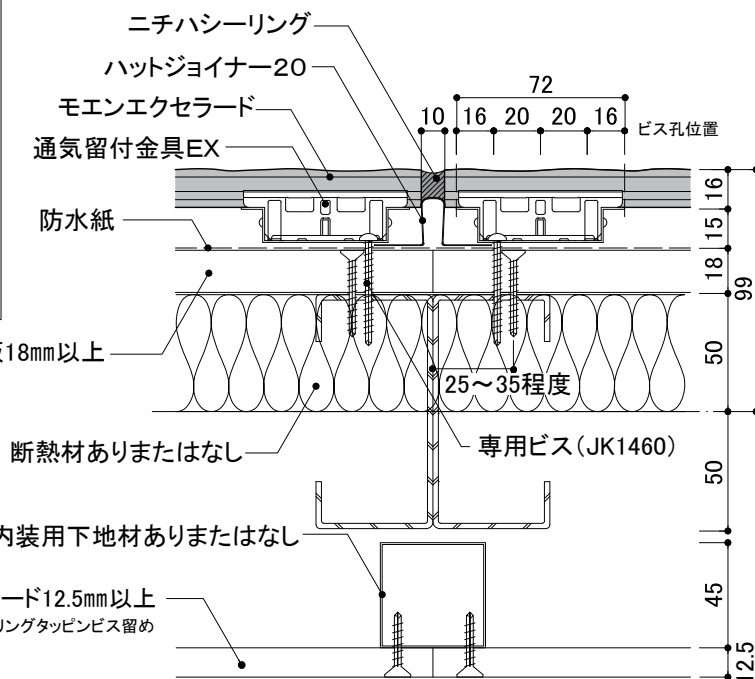 ニチハシーリング
ハットジョイナー20
モエンエクセラード
通気留付金具EX
防水紙
72
10
16
20
20
16
ビス孔位置
16
15
18
99
50
50
45
12.5
18mm以上
25～35程度
断熱材ありまたはなし
専用ビス(JK1460)
内装用下地材ありまたはなし
ード12.5mm以上
リングタッピンビス留め